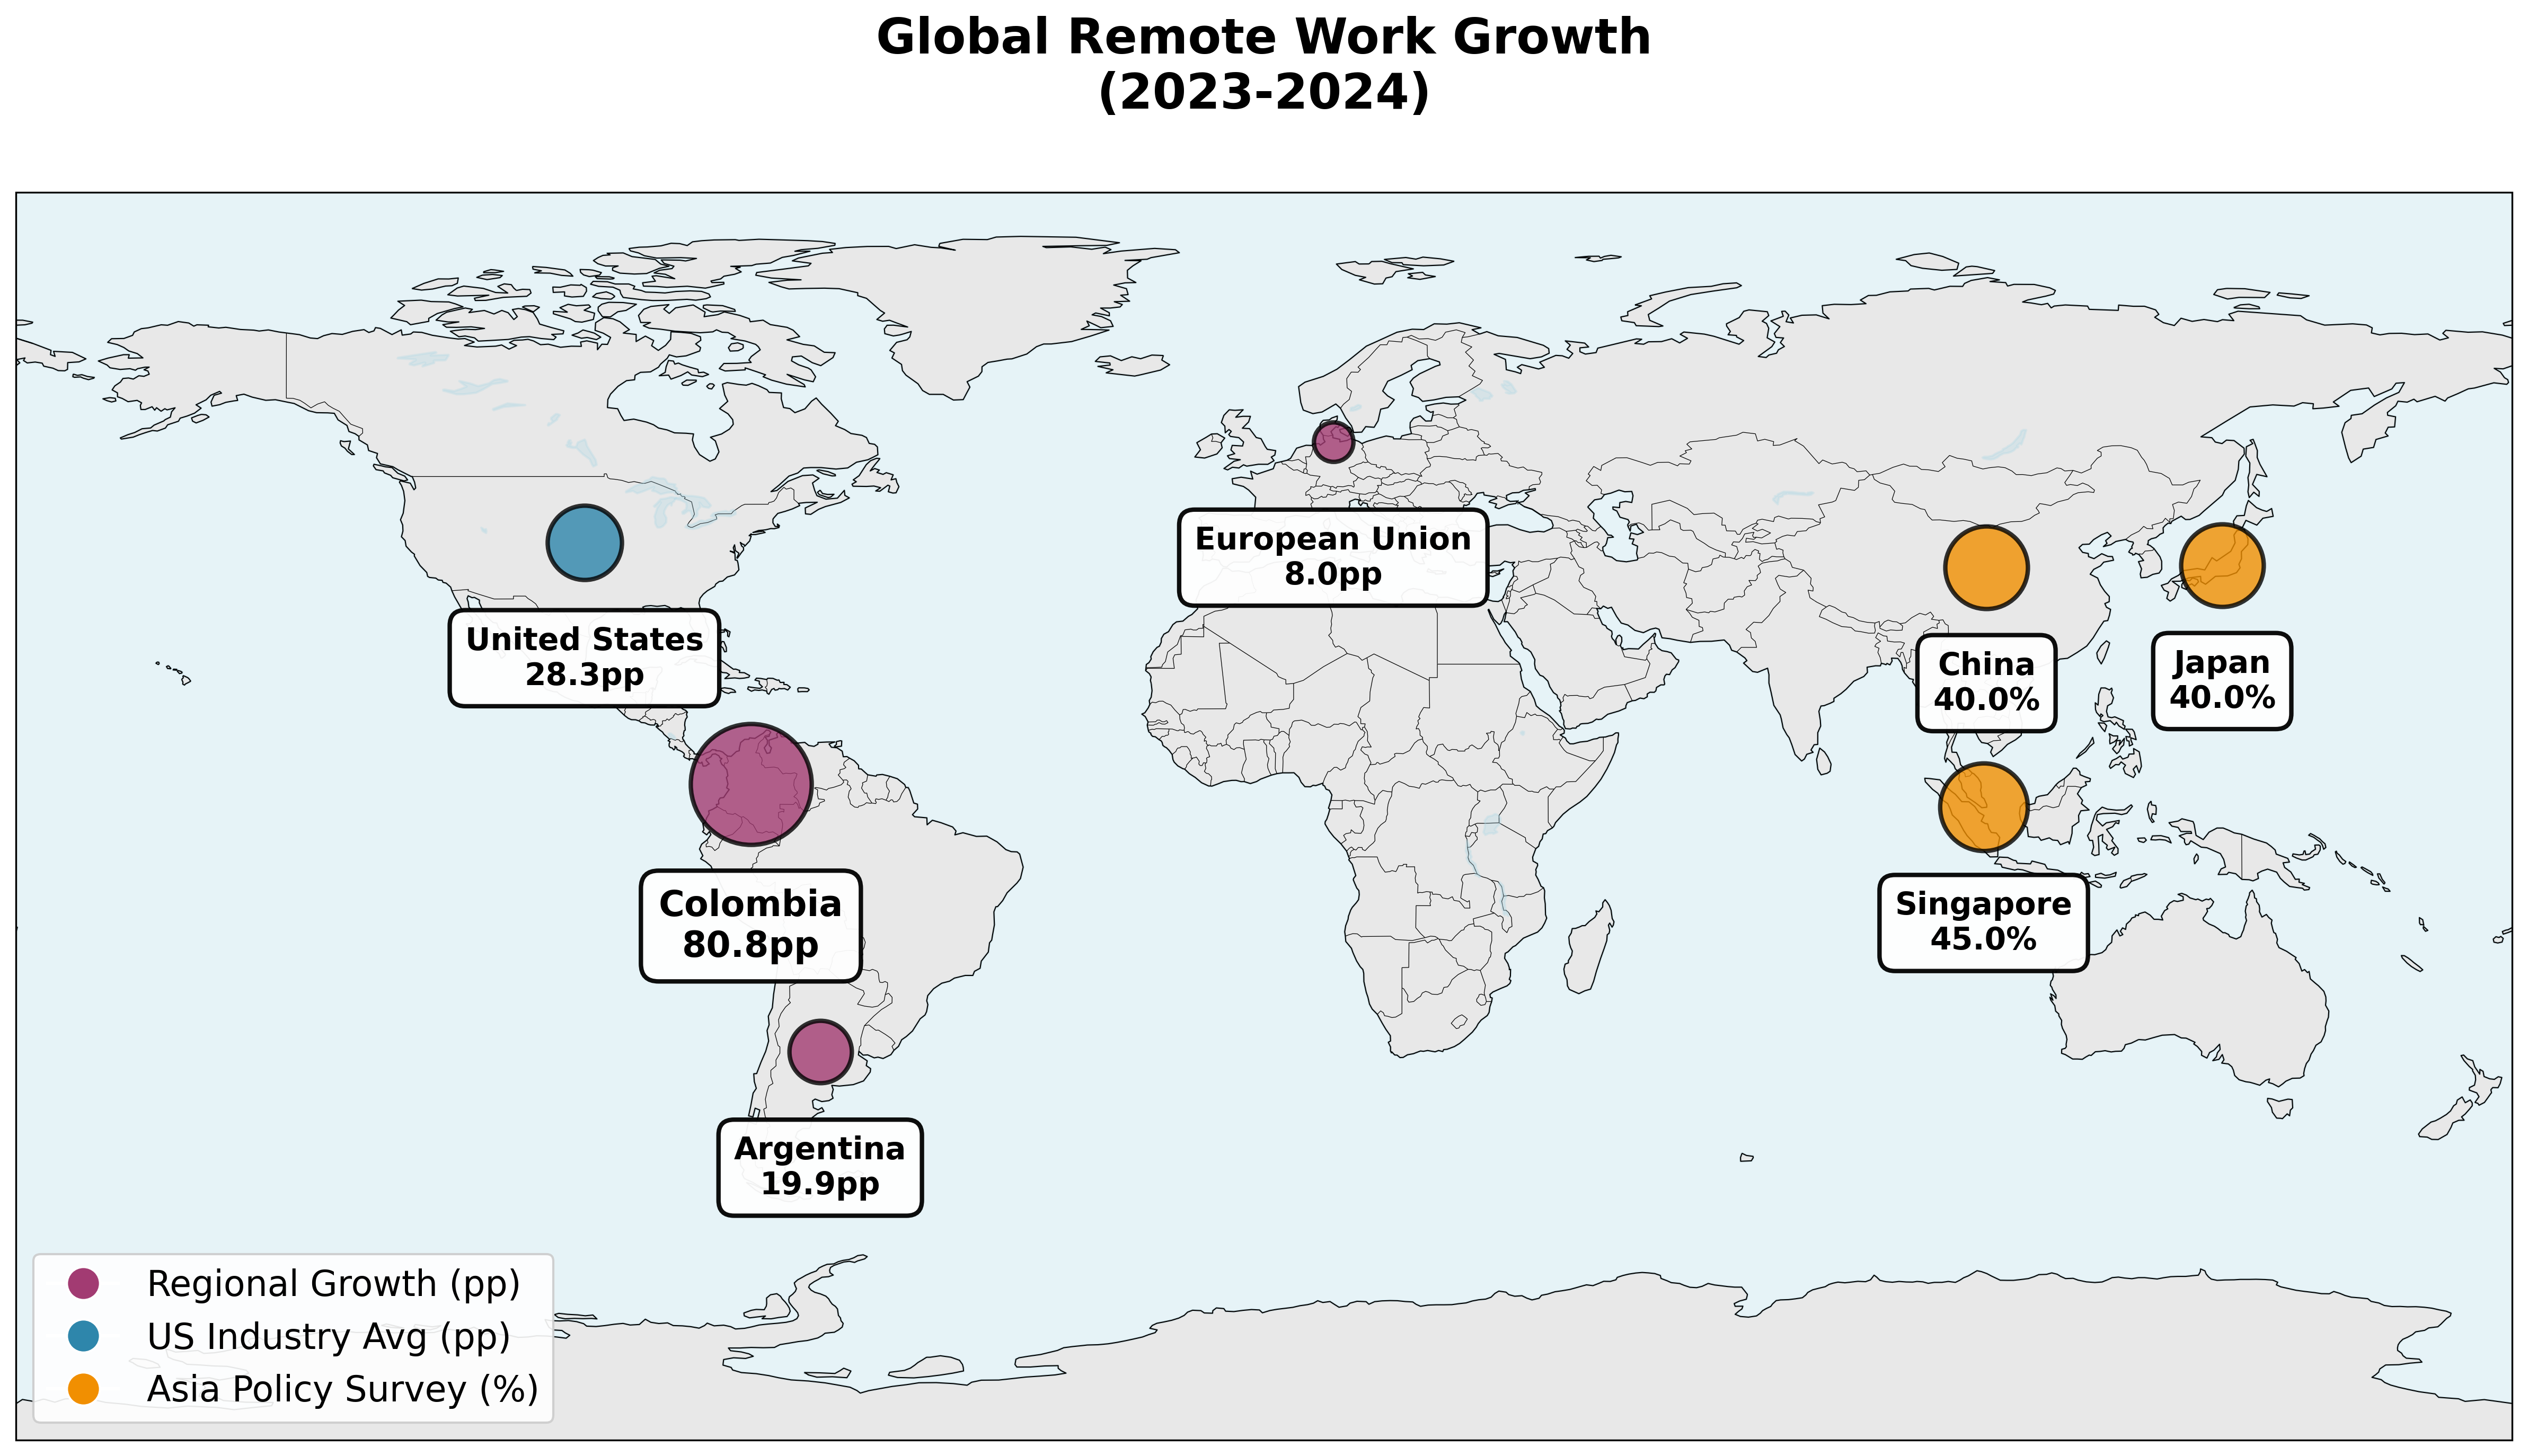 Global Remote Work Growth
(2023-2024)
European Union
8.0pp
United States
28.3pp
China
40.0%
Japan
40.0%
Colombia
80.8pp
Singapore
45.0%
Argentina
19.9pp
Regional Growth (pp)
US Industry Avg (pp)
Asia Policy Survey (%)